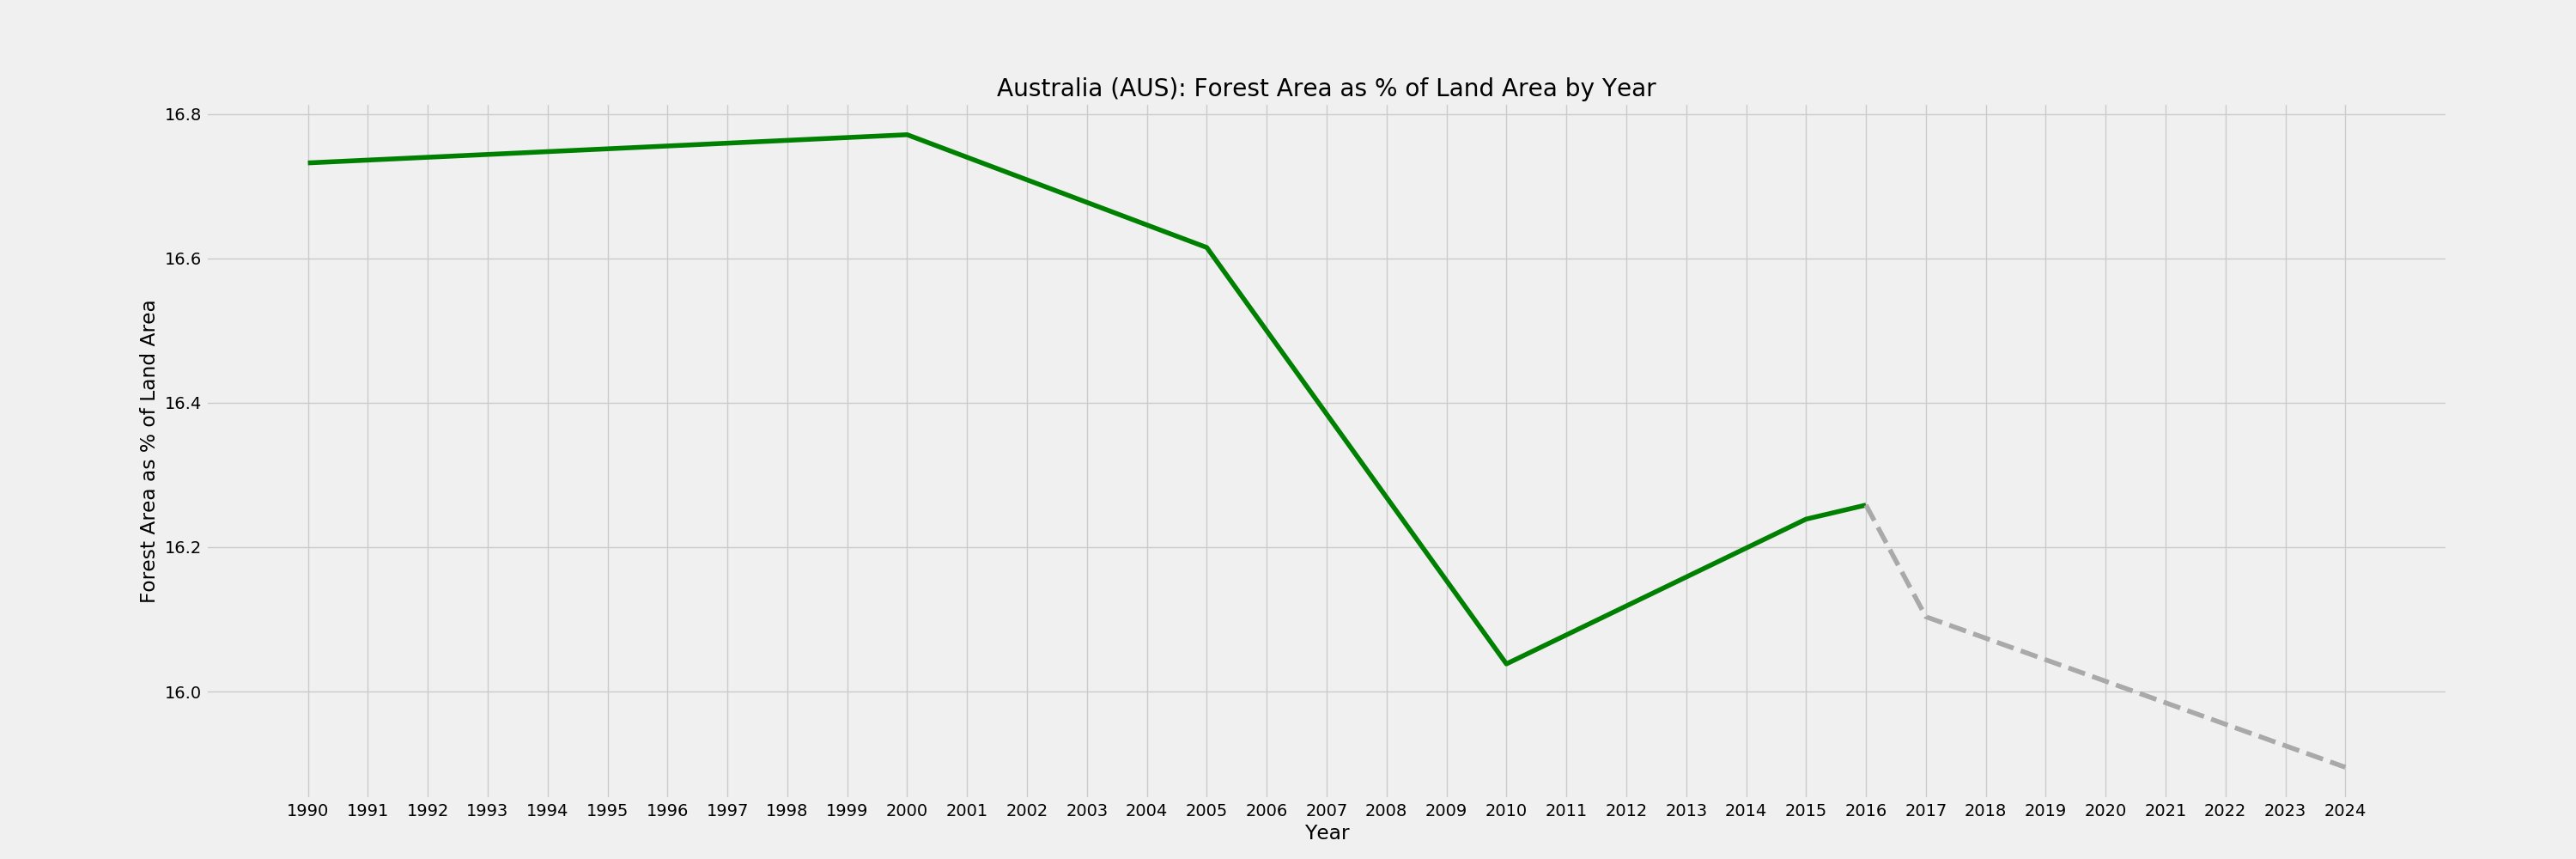 Australia (AUS): Forest Area as % of Land Area by Year
Forest Area as % of Land Area
16.8
16.6
16.4
16.2
16.0
1990 1991 1992 1993 1994 1995 1996 1997 1998 1999 2000 2001 2002 2003 2004 2005 2006 2007 2008 2009 2010 2011 2012 2013 2014 2015 2016 2017 2018 2019 2020 2021 2022 2023 2024
Year